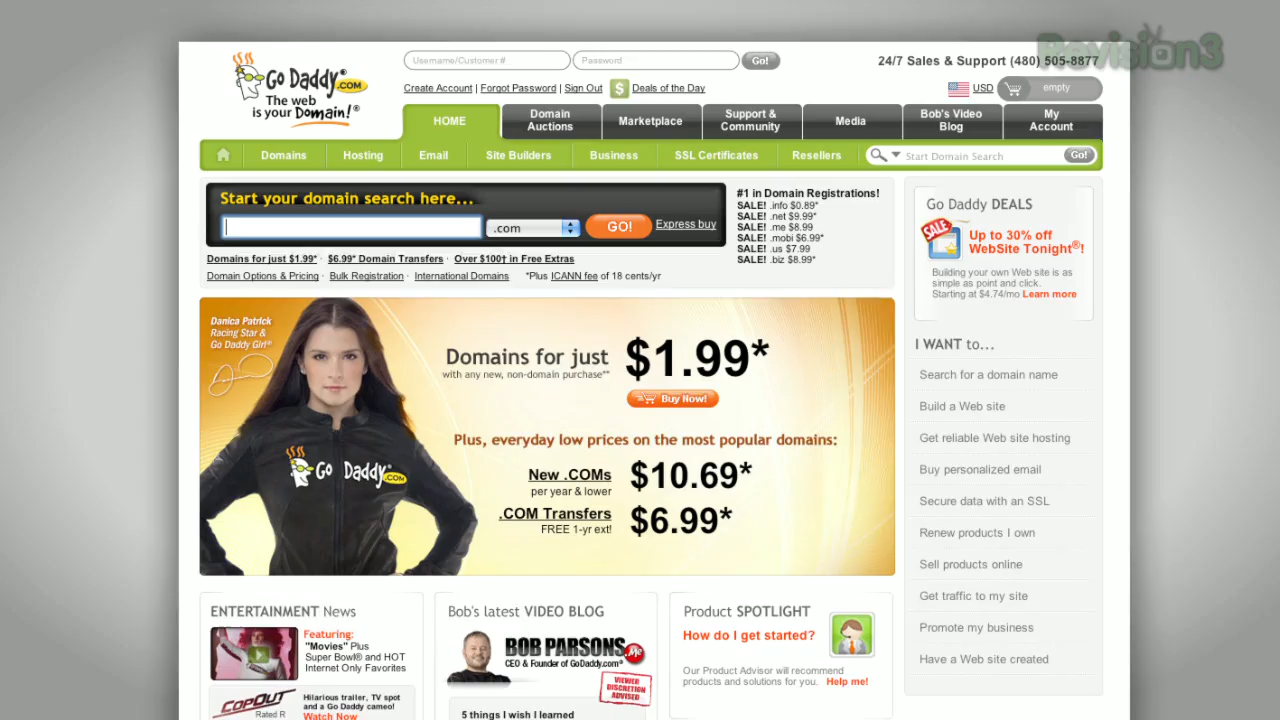 Revision3
Go Daddy®
.COM
The web
is your Domain!®
Username/Customer #
Password
Go!
24/7 Sales & Support (480) 505-8877
Create Account | Forgot Password | Sign Out
$ Deals of the Day
USD
empty
HOME
Domain
Auctions
Marketplace
Support &
Community
Media
Bob's Video
Blog
My
Account
Domains
Hosting
Email
Site Builders
Business
SSL Certificates
Resellers
Start Domain Search
Go!
Start your domain search here...
.com
GO!
Express buy
Domains for just $1.99* · $6.99* Domain Transfers · Over $100† in Free Extras
Domain Options & Pricing · Bulk Registration · International Domains *Plus ICANN fee of 18 cents/yr
#1 in Domain Registrations!
SALE! .info $0.89*
SALE! .net $9.99*
SALE! .me $8.99
SALE! .mobi $6.99*
SALE! .us $7.99
SALE! .biz $8.99*
Go Daddy DEALS
SALE
Up to 30% off
WebSite Tonight®!
Building your own Web site is as
simple as point and click.
Starting at $4.74/mo Learn more
Danica Patrick
Racing Star &
Go Daddy Girl®
Go Daddy
.COM
Domains for just $1.99*
with any new, non-domain purchase**
Buy Now!
Plus, everyday low prices on the most popular domains:
New .COMs $10.69*
per year & lower
.COM Transfers $6.99*
FREE 1-yr ext!
I WANT to...
Search for a domain name
Build a Web site
Get reliable Web site hosting
Buy personalized email
Secure data with an SSL
Renew products I own
Sell products online
Get traffic to my site
Promote my business
Have a Web site created
ENTERTAINMENT News
Featuring:
"Movies" Plus
Super Bowl® and HOT
Internet Only Favorites
COPOUT
Rated R
Hilarious trailer, TV spot
and a Go Daddy cameo!
Watch Now
Bob's latest VIDEO BLOG
BOB PARSONS.Me
CEO & Founder of GoDaddy.com®
VIEWER
DISCRETION
ADVISED
5 things I wish I learned
Product SPOTLIGHT
How do I get started?
Our Product Advisor will recommend
products and solutions for you. Help me!